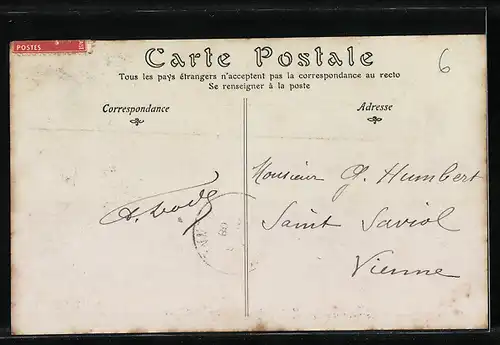 POSTES
6
Carte Postale
Tous les pays étrangers n'acceptent pas la correspondance au recto
Se renseigner à la poste
Correspondance
Adresse
Monsieur G. Humbert
Saint Saviol
Vienne